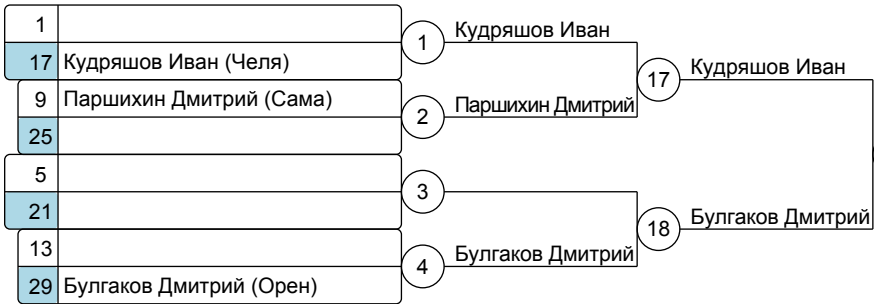 1
17 Кудряшов Иван (Челя)
9 Паршихин Дмитрий (Сама)
25
5
21
13
29 Булгаков Дмитрий (Орен)
1
2
3
4
Кудряшов Иван
Паршихин Дмитрий
Булгаков Дмитрий
17
18
Кудряшов Иван
Булгаков Дмитрий